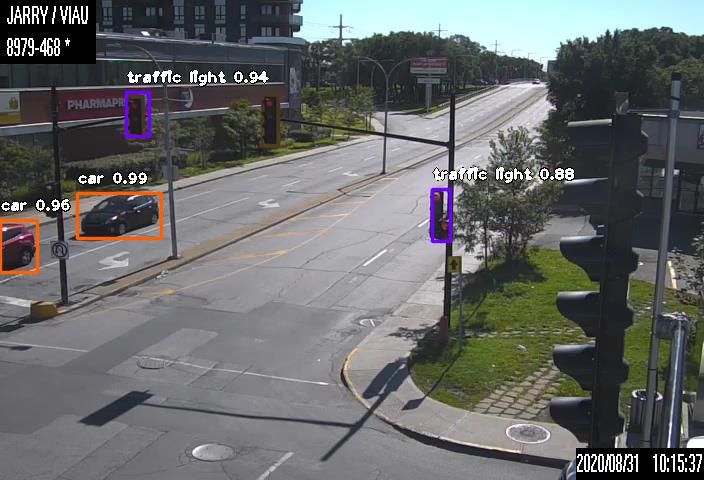 JARRY / VIAU
8979-468 *
traffic light 0.94
PHARMAPR
car 0.99
traffic light 0.88
car 0.96
2020/08/31 10:15:37